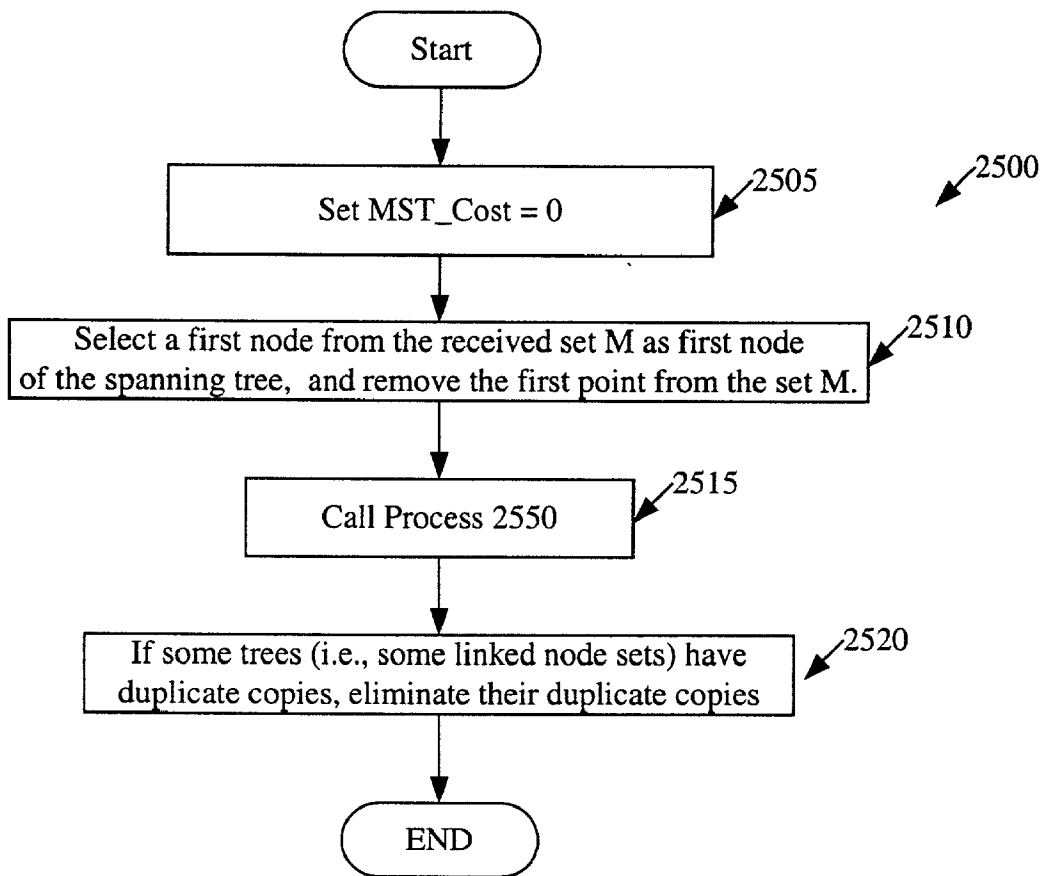 Start
2500
2505
Set MST_Cost = 0
2510
Select a first node from the received set M as first node
of the spanning tree, and remove the first point from the set M.
2515
Call Process 2550
2520
If some trees (i.e., some linked node sets) have
duplicate copies, eliminate their duplicate copies
END